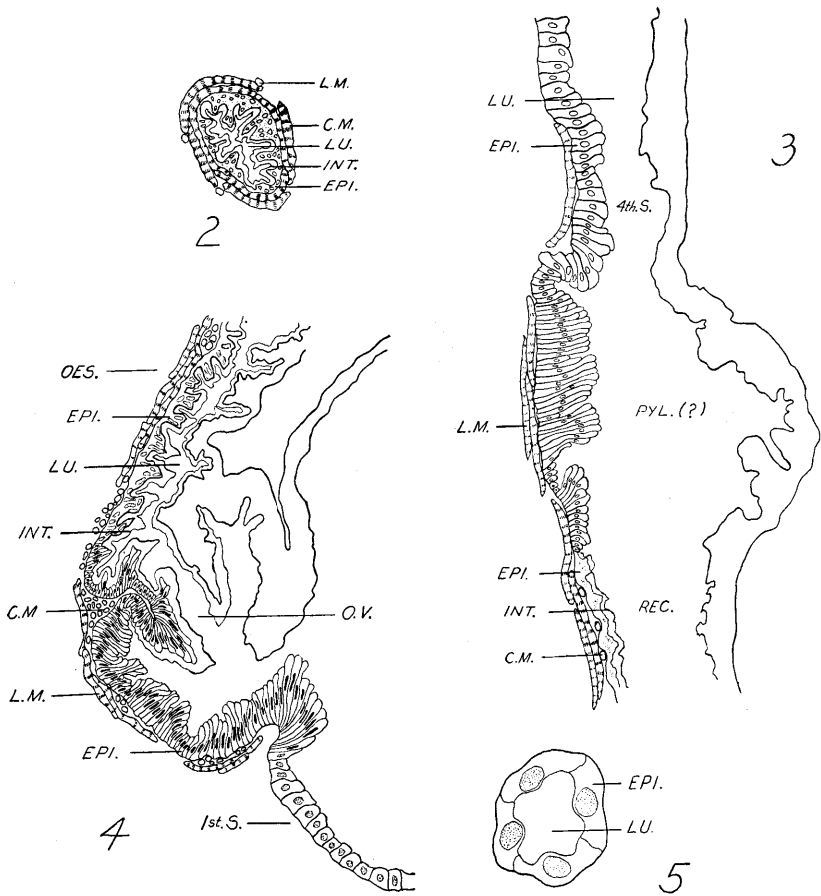 L.M.
C.M.
LU.
INT.
EPI.
2
LU.
EPI.
4th.S.
3
L.M.
PYL.(?)
EPI.
INT.
REC.
C.M.
OES.
EPI.
LU.
INT.
C.M
O.V.
L.M.
EPI.
1st.S.
4
EPI.
LU.
5